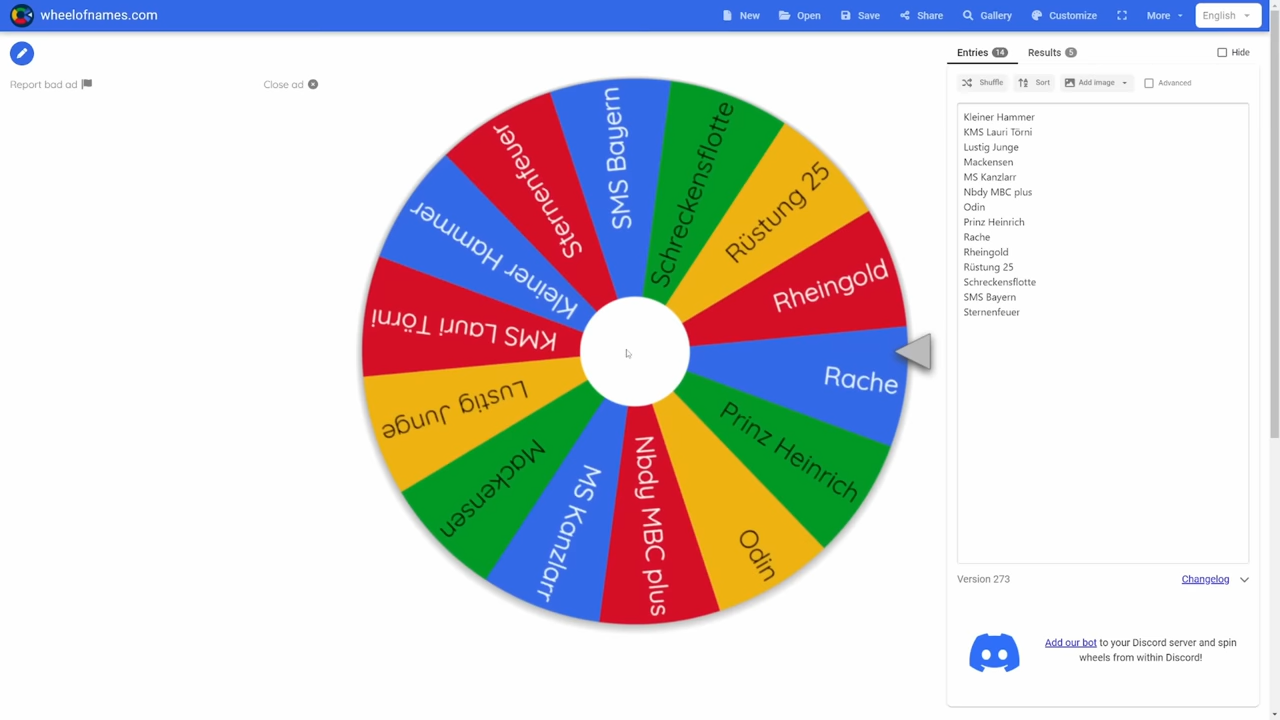 wheelofnames.com
New
Open
Save
Share
Gallery
Customize
More
English
Report bad ad
Close ad
Entries 14
Results 5
Hide
Shuffle
Sort
Add image
Advanced
Kleiner Hammer
KMS Lauri Törni
Lustig Junge
Mackensen
MS Kanzlarr
Nbdy MBC plus
Odin
Prinz Heinrich
Rache
Rheingold
Rüstung 25
Schreckensflotte
SMS Bayern
Sternenfeuer
SMS Bayern
Schreckensflotte
Rüstung 25
Rheingold
Rache
Prinz Heinrich
Odin
Nbdy MBC plus
MS Kanzlarr
Mackensen
Lustig Junge
KMS Lauri Törni
Kleiner Hammer
Sternenfeuer
Version 273
Changelog
Add our bot to your Discord server and spin
wheels from within Discord!